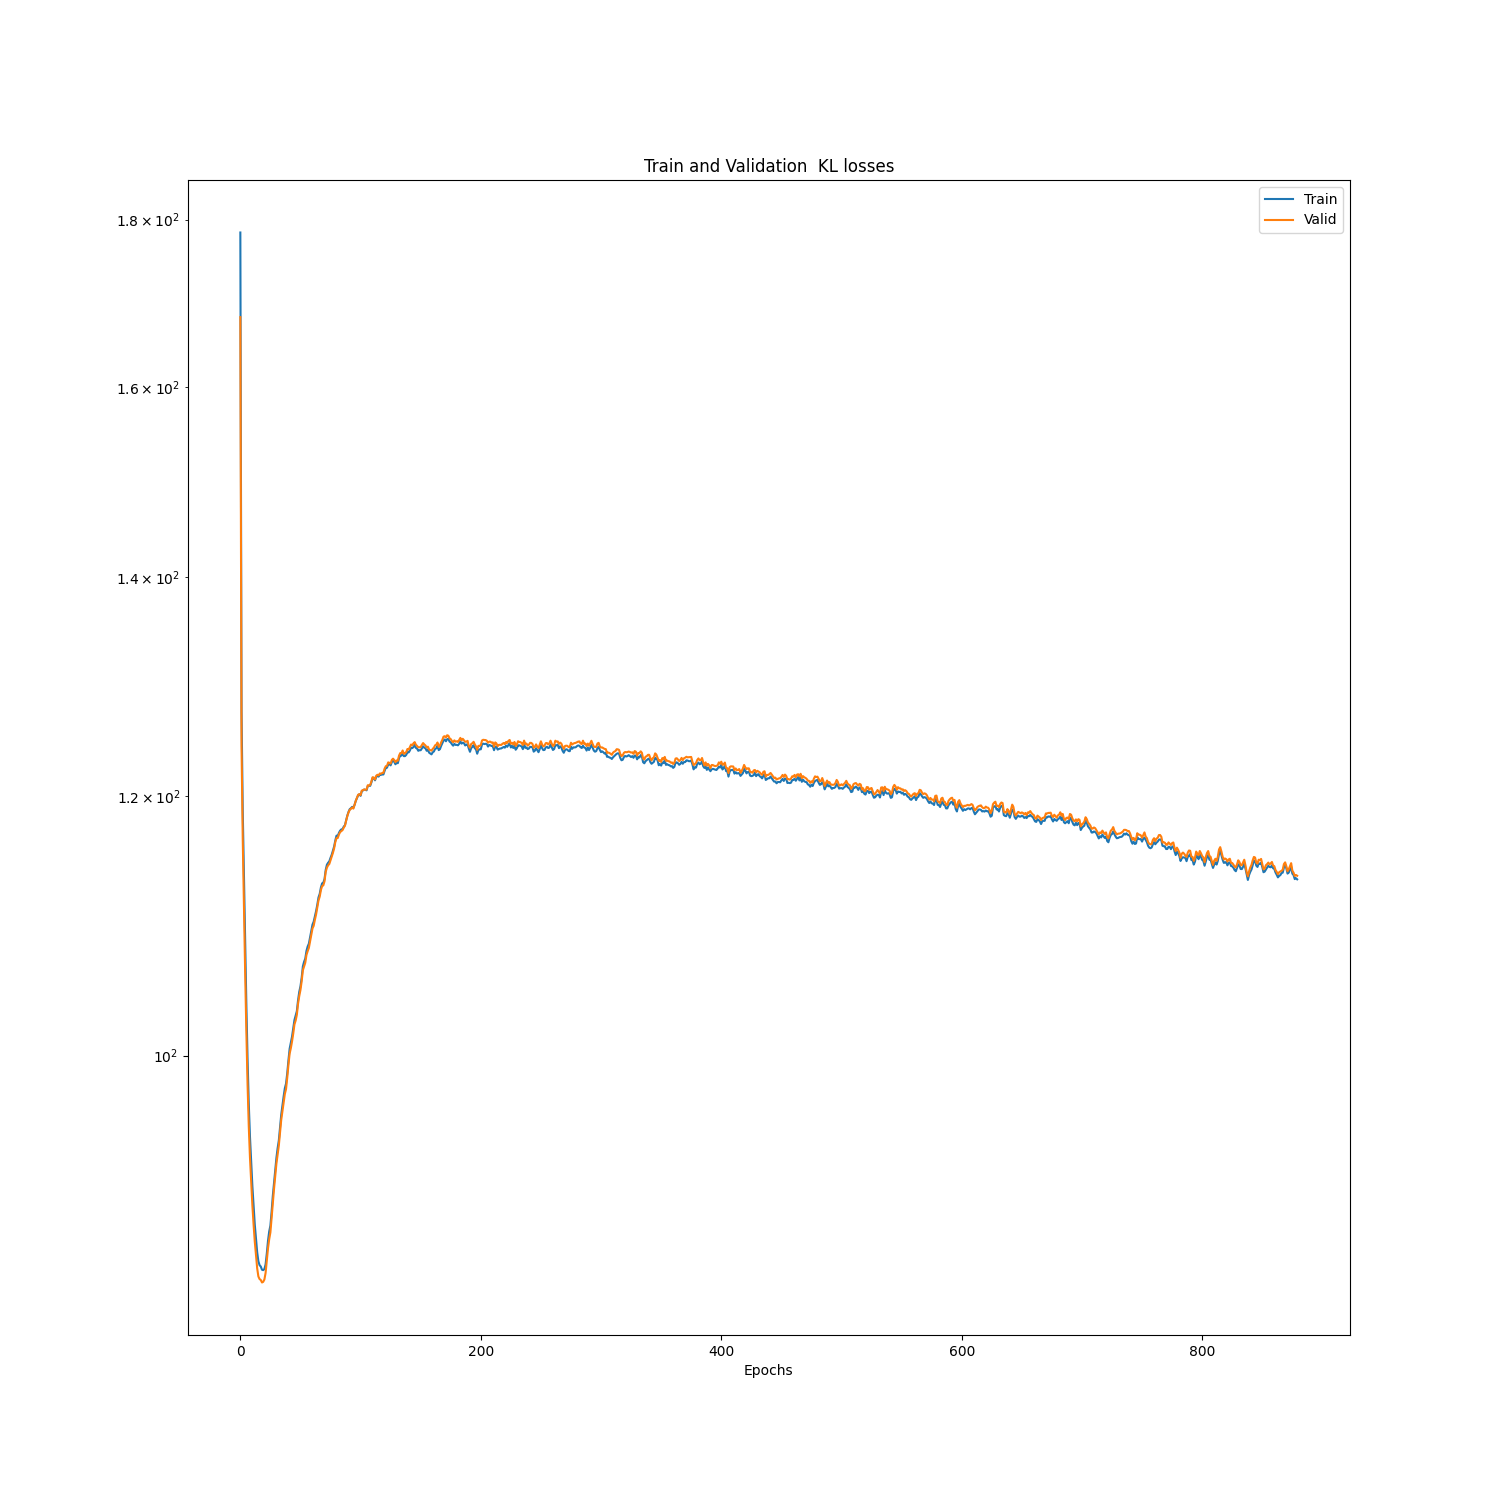 Train and Validation  KL losses
Train
Valid
1.8 × 10²
1.6 × 10²
1.4 × 10²
1.2 × 10²
10²
0 200 400 600 800
Epochs